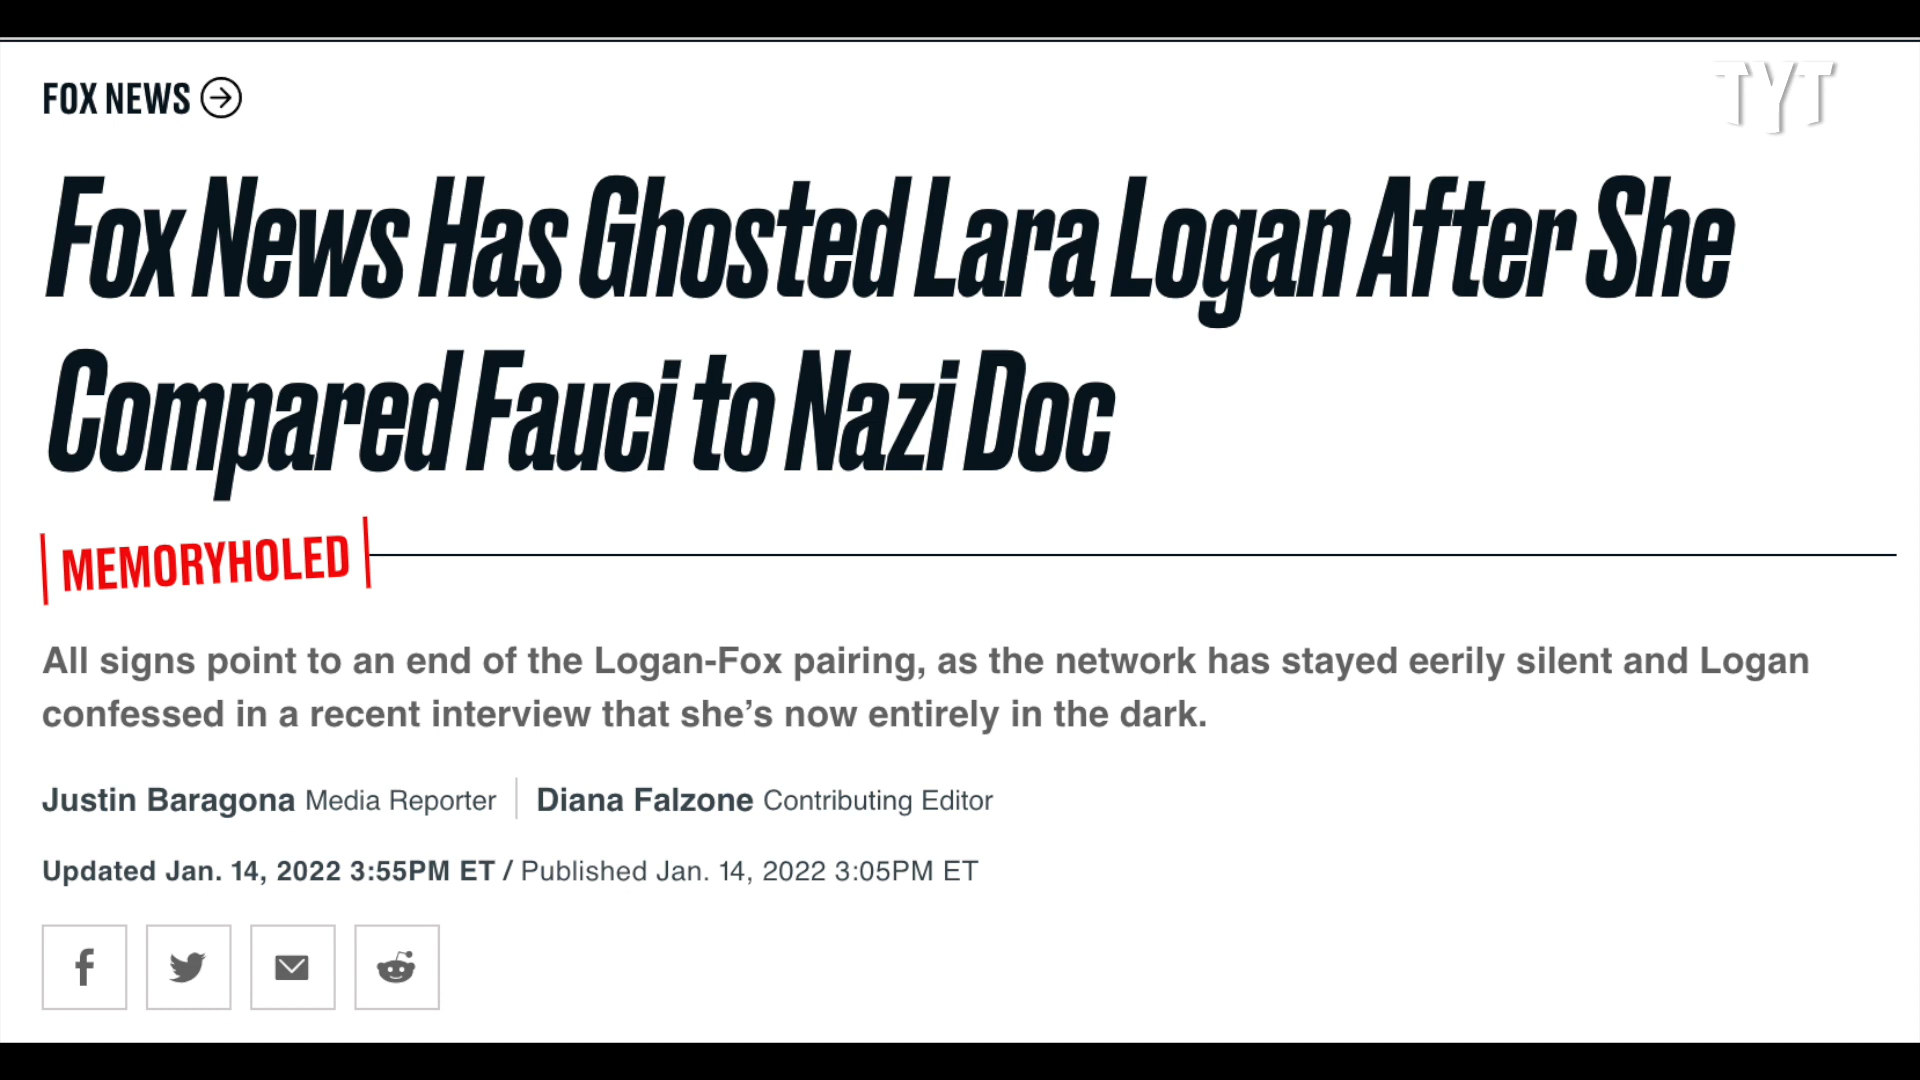 FOX NEWS
TYT
Fox News Has Ghosted Lara Logan After She
Compared Fauci to Nazi Doc
MEMORYHOLED
All signs point to an end of the Logan-Fox pairing, as the network has stayed eerily silent and Logan
confessed in a recent interview that she’s now entirely in the dark.
Justin Baragona Media Reporter Diana Falzone Contributing Editor
Updated Jan. 14, 2022 3:55PM ET / Published Jan. 14, 2022 3:05PM ET